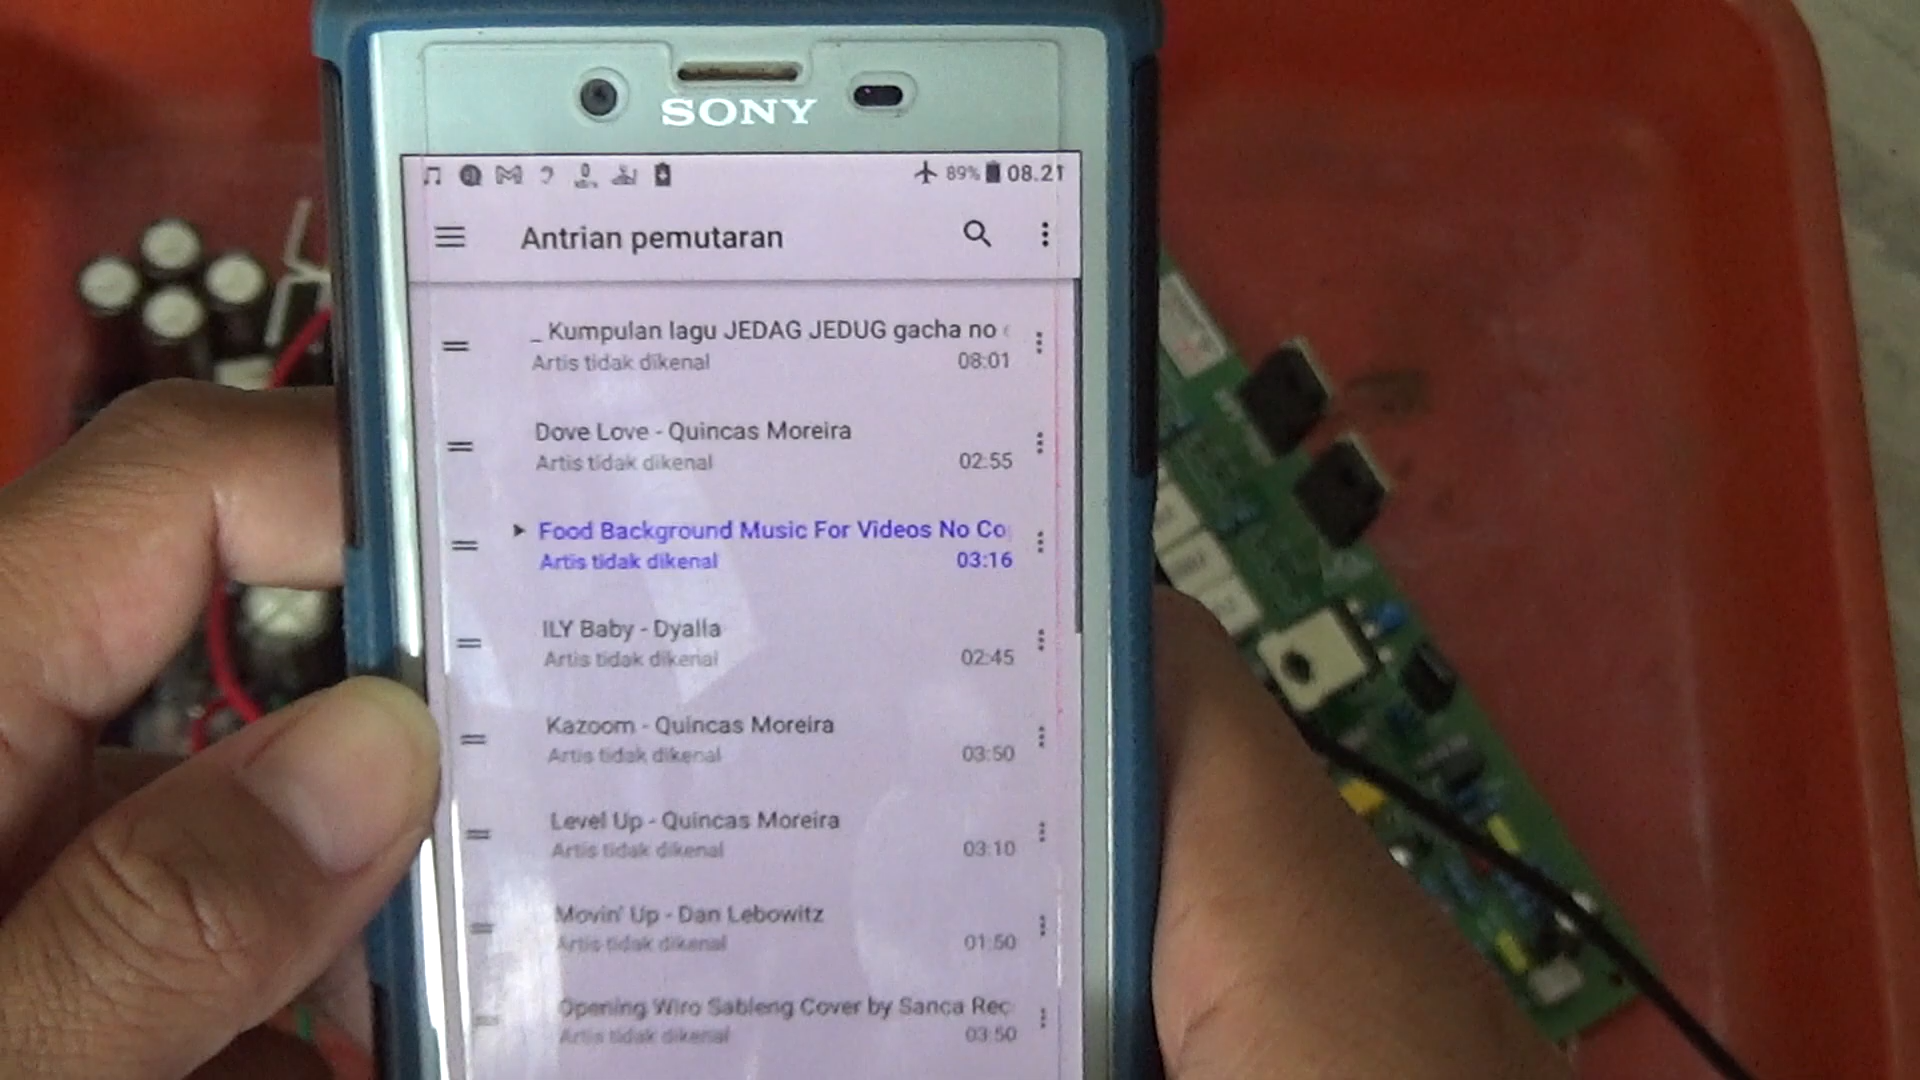 SONY
89% 08.21
Antrian pemutaran
_ Kumpulan lagu JEDAG JEDUG gacha no
Artis tidak dikenal 08:01
Dove Love - Quincas Moreira
Artis tidak dikenal 02:55
Food Background Music For Videos No Co
Artis tidak dikenal 03:16
ILY Baby - Dyalla
Artis tidak dikenal 02:45
Kazoom - Quincas Moreira
Artis tidak dikenal 03:50
Level Up - Quincas Moreira
Artis tidak dikenal 03:10
Movin' Up - Dan Lebowitz
Artis tidak dikenal 01:50
Opening Wiro Sableng Cover by Sanca Rec
Artis tidak dikenal 03:50